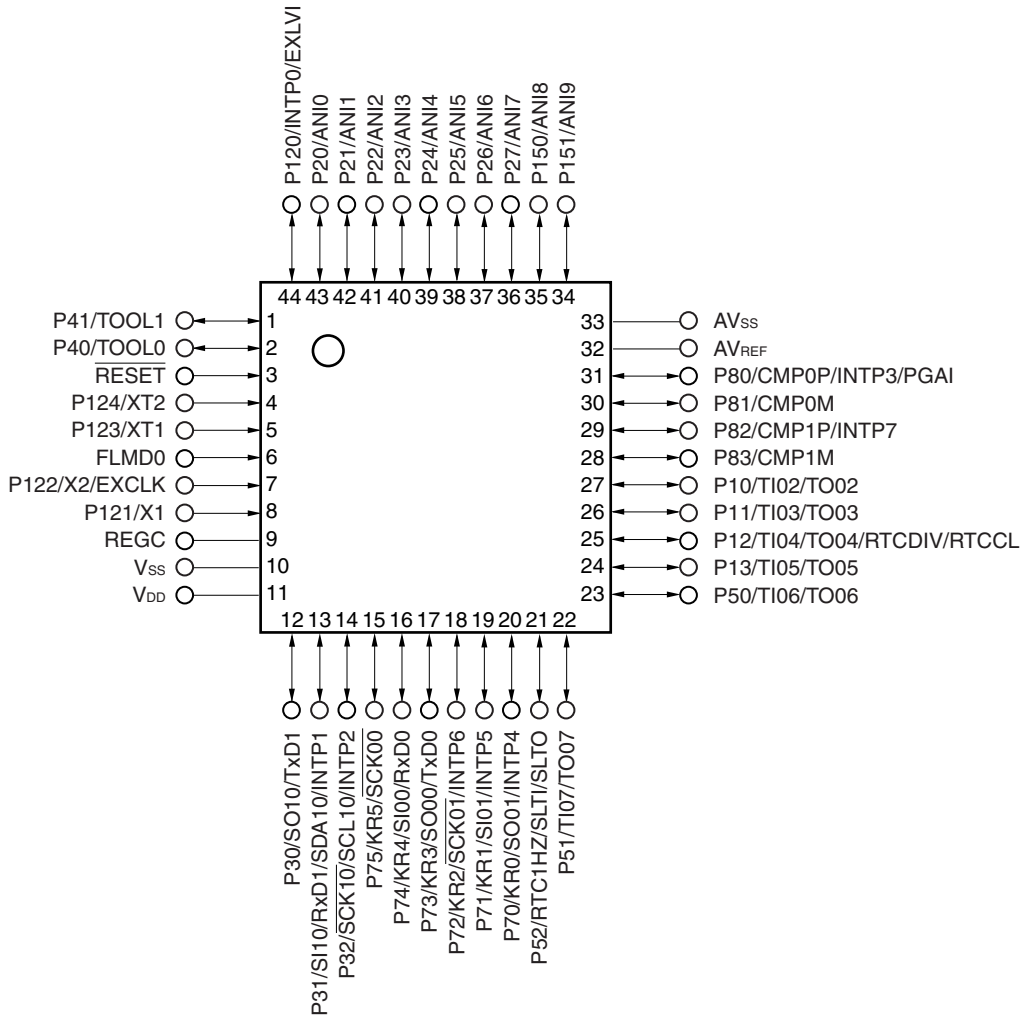 P120/INTP0/EXLVI
P20/ANI0
P21/ANI1
P22/ANI2
P23/ANI3
P24/ANI4
P25/ANI5
P26/ANI6
P27/ANI7
P150/ANI8
P151/ANI9
44 43 42 41 40 39 38 37 36 35 34
P41/TOOL1 1
P40/TOOL0 2
RESET 3
P124/XT2 4
P123/XT1 5
FLMD0 6
P122/X2/EXCLK 7
P121/X1 8
REGC 9
VSS 10
VDD 11
33 AVSS
32 AVREF
31 P80/CMP0P/INTP3/PGAI
30 P81/CMP0M
29 P82/CMP1P/INTP7
28 P83/CMP1M
27 P10/TI02/TO02
26 P11/TI03/TO03
25 P12/TI04/TO04/RTCDIV/RTCCL
24 P13/TI05/TO05
23 P50/TI06/TO06
12 13 14 15 16 17 18 19 20 21 22
P30/SO10/TxD1
P31/SI10/RxD1/SDA10/INTP1
P32/SCK10/SCL10/INTP2
P75/KR5/SCK00
P74/KR4/SI00/RxD0
P73/KR3/SO00/TxD0
P72/KR2/SCK01/INTP6
P71/KR1/SI01/INTP5
P70/KR0/SO01/INTP4
P52/RTC1HZ/SLTI/SLTO
P51/TI07/TO07